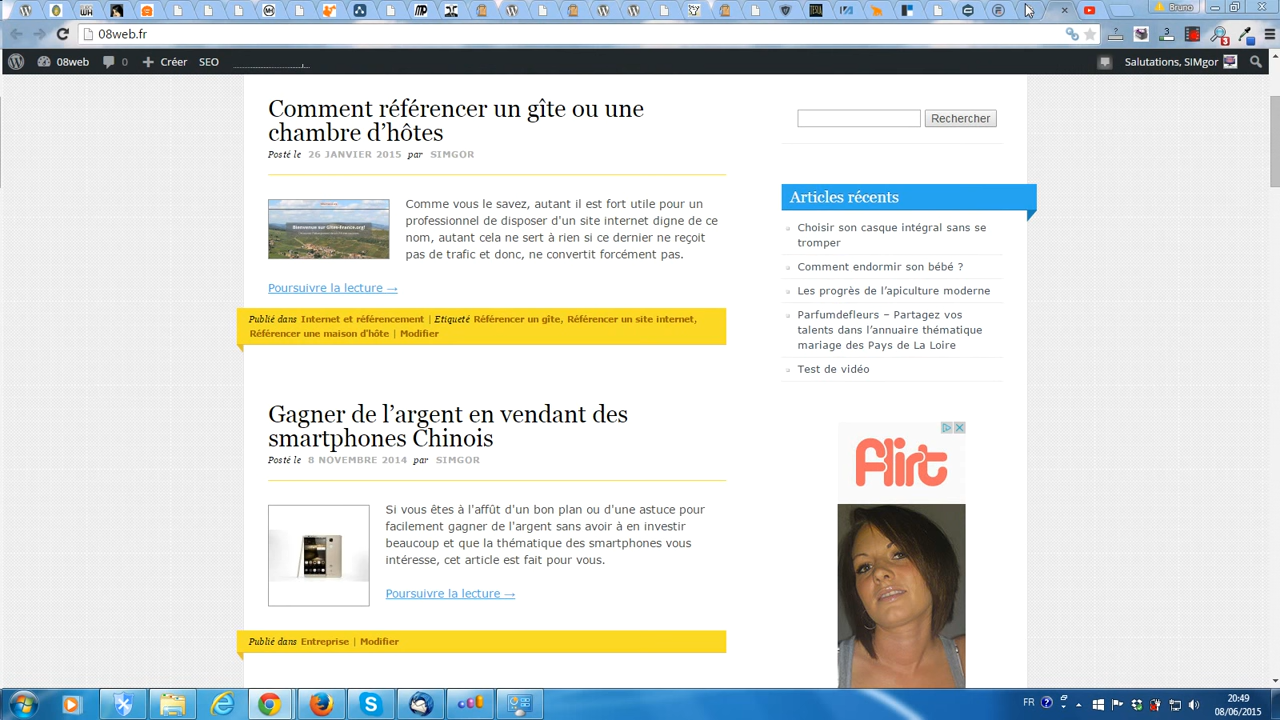 Bruno
08web.fr
3
3
08web
0
Créer
SEO
Salutations, SIMgor
Comment référencer un gîte ou une
chambre d’hôtes
Posté le 26 JANVIER 2015 par SIMGOR
Bienvenue sur Gites-France.org!
Comme vous le savez, autant il est fort utile pour un
professionnel de disposer d'un site internet digne de ce
nom, autant cela ne sert à rien si ce dernier ne reçoit
pas de trafic et donc, ne convertit forcément pas.
Poursuivre la lecture →
Publié dans Internet et référencement | Etiqueté Référencer un gîte, Référencer un site internet,
Référencer une maison d'hôte | Modifier
Gagner de l’argent en vendant des
smartphones Chinois
Posté le 8 NOVEMBRE 2014 par SIMGOR
Si vous êtes à l'affût d'un bon plan ou d'une astuce pour
facilement gagner de l'argent sans avoir à en investir
beaucoup et que la thématique des smartphones vous
intéresse, cet article est fait pour vous.
Poursuivre la lecture →
Publié dans Entreprise | Modifier
Rechercher
Articles récents
Choisir son casque intégral sans se
tromper
Comment endormir son bébé ?
Les progrès de l’apiculture moderne
Parfumdefleurs – Partagez vos
talents dans l’annuaire thématique
mariage des Pays de La Loire
Test de vidéo
Flirt
FR
20:49
08/06/2015